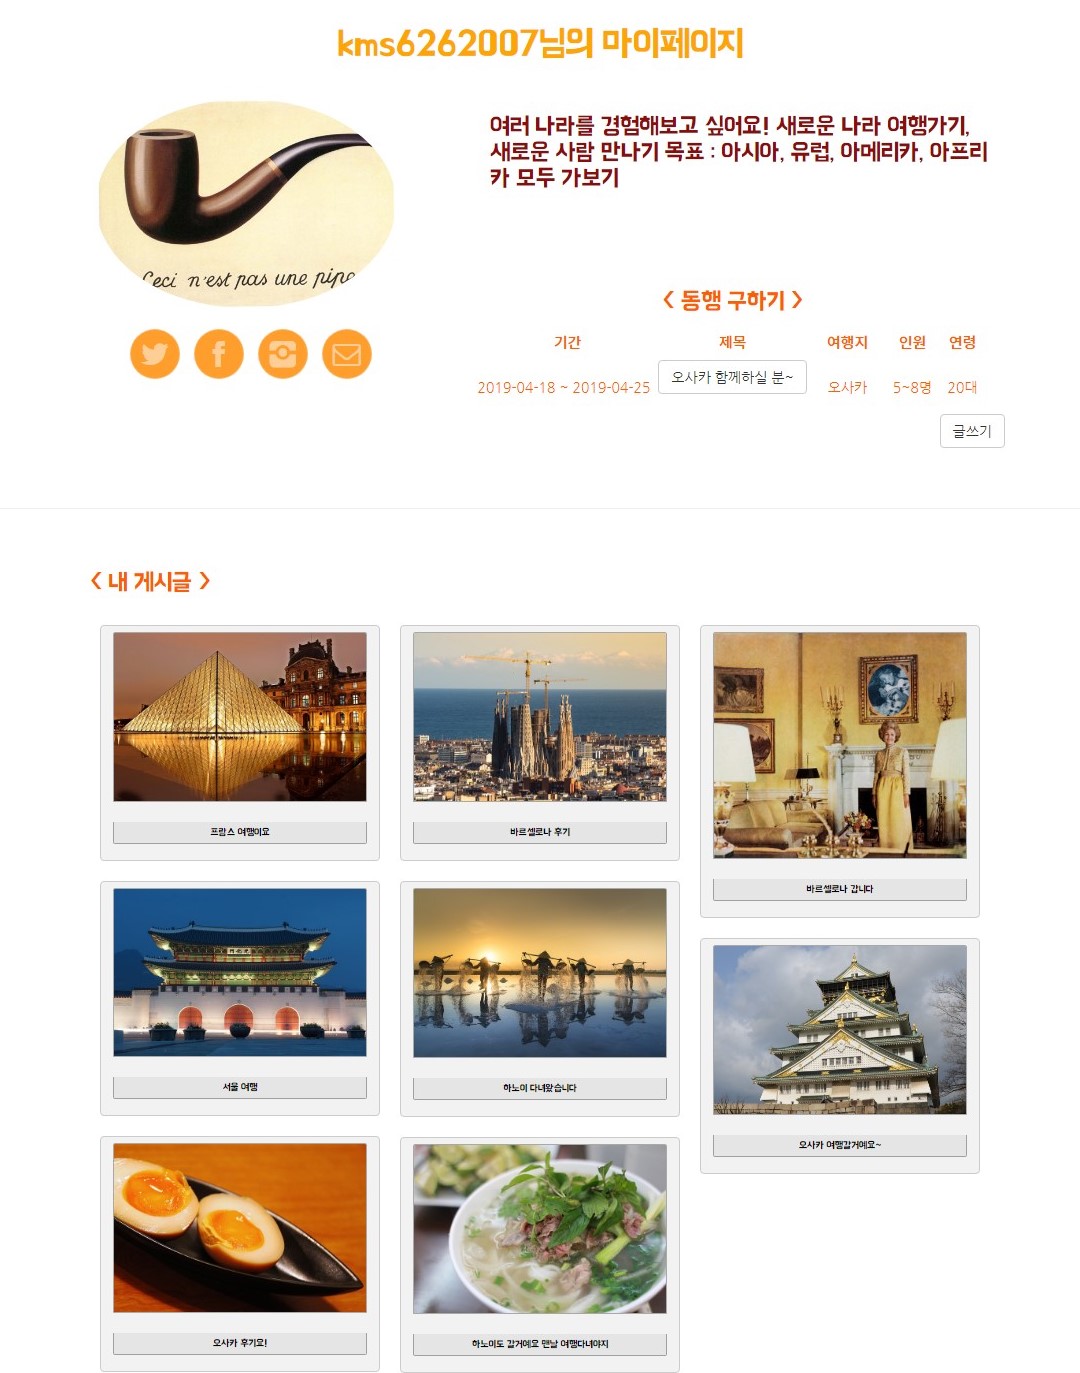 kms6262007님의 마이페이지
여러 나라를 경험해보고 싶어요! 새로운 나라 여행가기,
새로운 사람 만나기 목표 : 아시아, 유럽, 아메리카, 아프리
카 모두 가보기
Ceci n'est pas une pipe
< 동행 구하기 >
기간 제목 여행지 인원 연령
2019-04-18 ~ 2019-04-25 오사카 함께하실 분~ 오사카 5~8명 20대
글쓰기
< 내 게시글 >
프랑스 여행이요
바르셀로나 후기
바르셀로나 갑니다
서울 여행
하노이 다녀왔습니다
오사카 여행갈거예요~
오사카 후기요!
하노이도 갈거예요 맨날 여행다녀야지